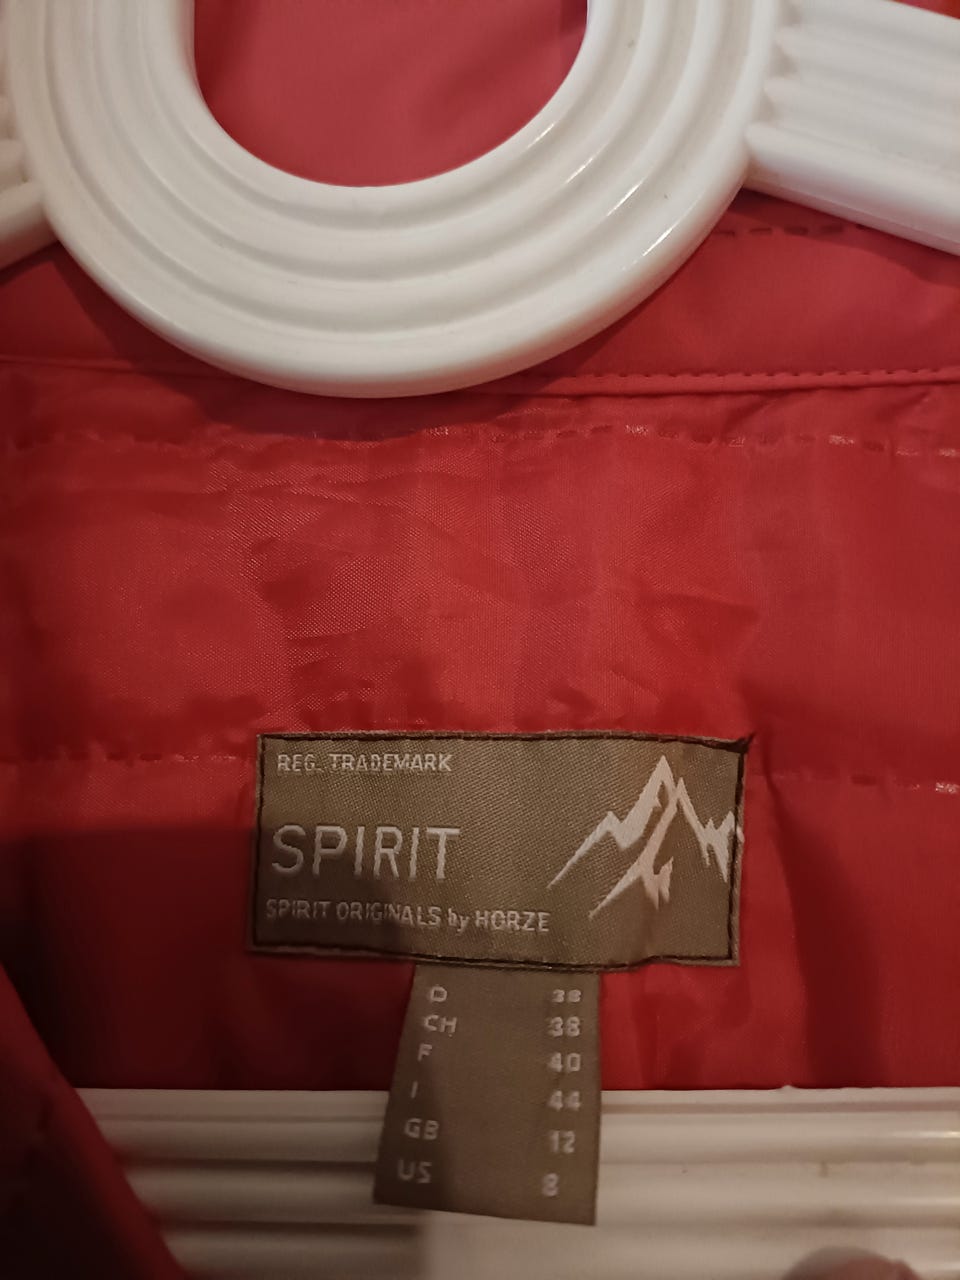 REG. TRADEMARK
SPIRIT
SPIRIT ORIGINALS by HORZE
D 38
CH 38
F 40
I 44
GB 12
US 8